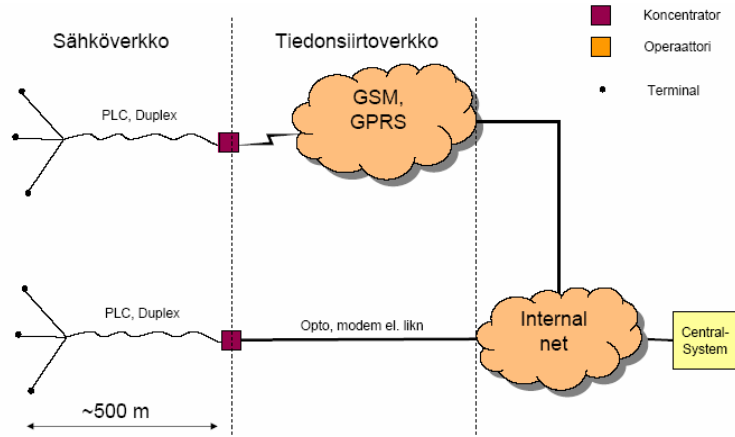 Sähköverkko
Tiedonsiirtoverkko
Koncentrator
Operaattori
Terminal
PLC, Duplex
GSM,
GPRS
PLC, Duplex
Opto, modem el. likn
Internal
net
Central-
System
~500 m